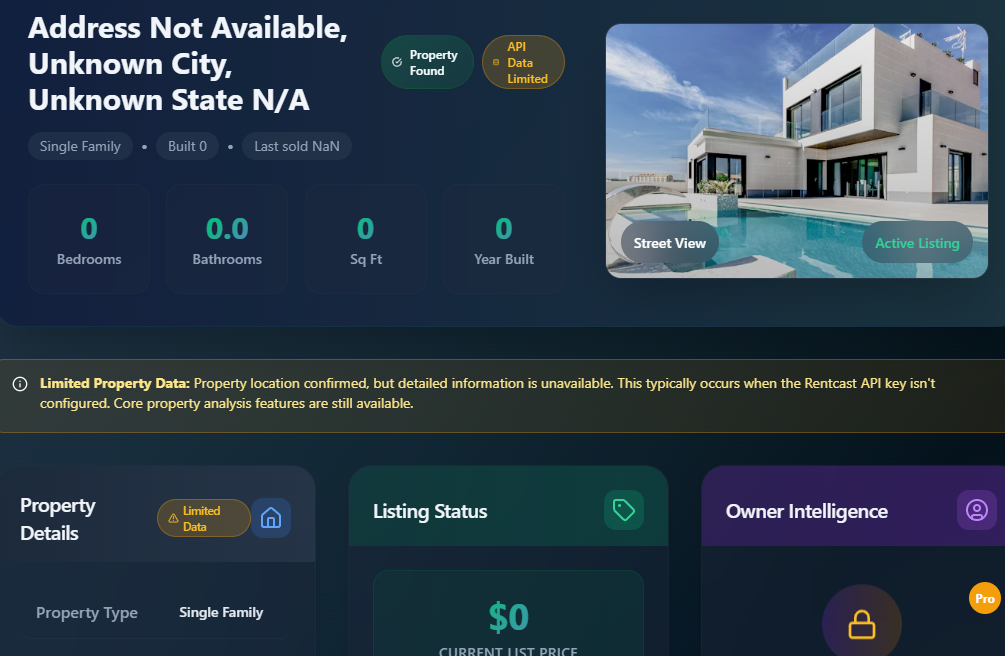 Address Not Available,
Unknown City,
Unknown State N/A
Property
Found
API
Data
Limited
Single Family • Built 0 • Last sold NaN
0
Bedrooms
0.0
Bathrooms
0
Sq Ft
0
Year Built
Street View
Active Listing
Limited Property Data: Property location confirmed, but detailed information is unavailable. This typically occurs when the Rentcast API key isn't
configured. Core property analysis features are still available.
Property
Details
Limited
Data
Property Type Single Family
Listing Status
$0
CURRENT LIST PRICE
Owner Intelligence
Pro